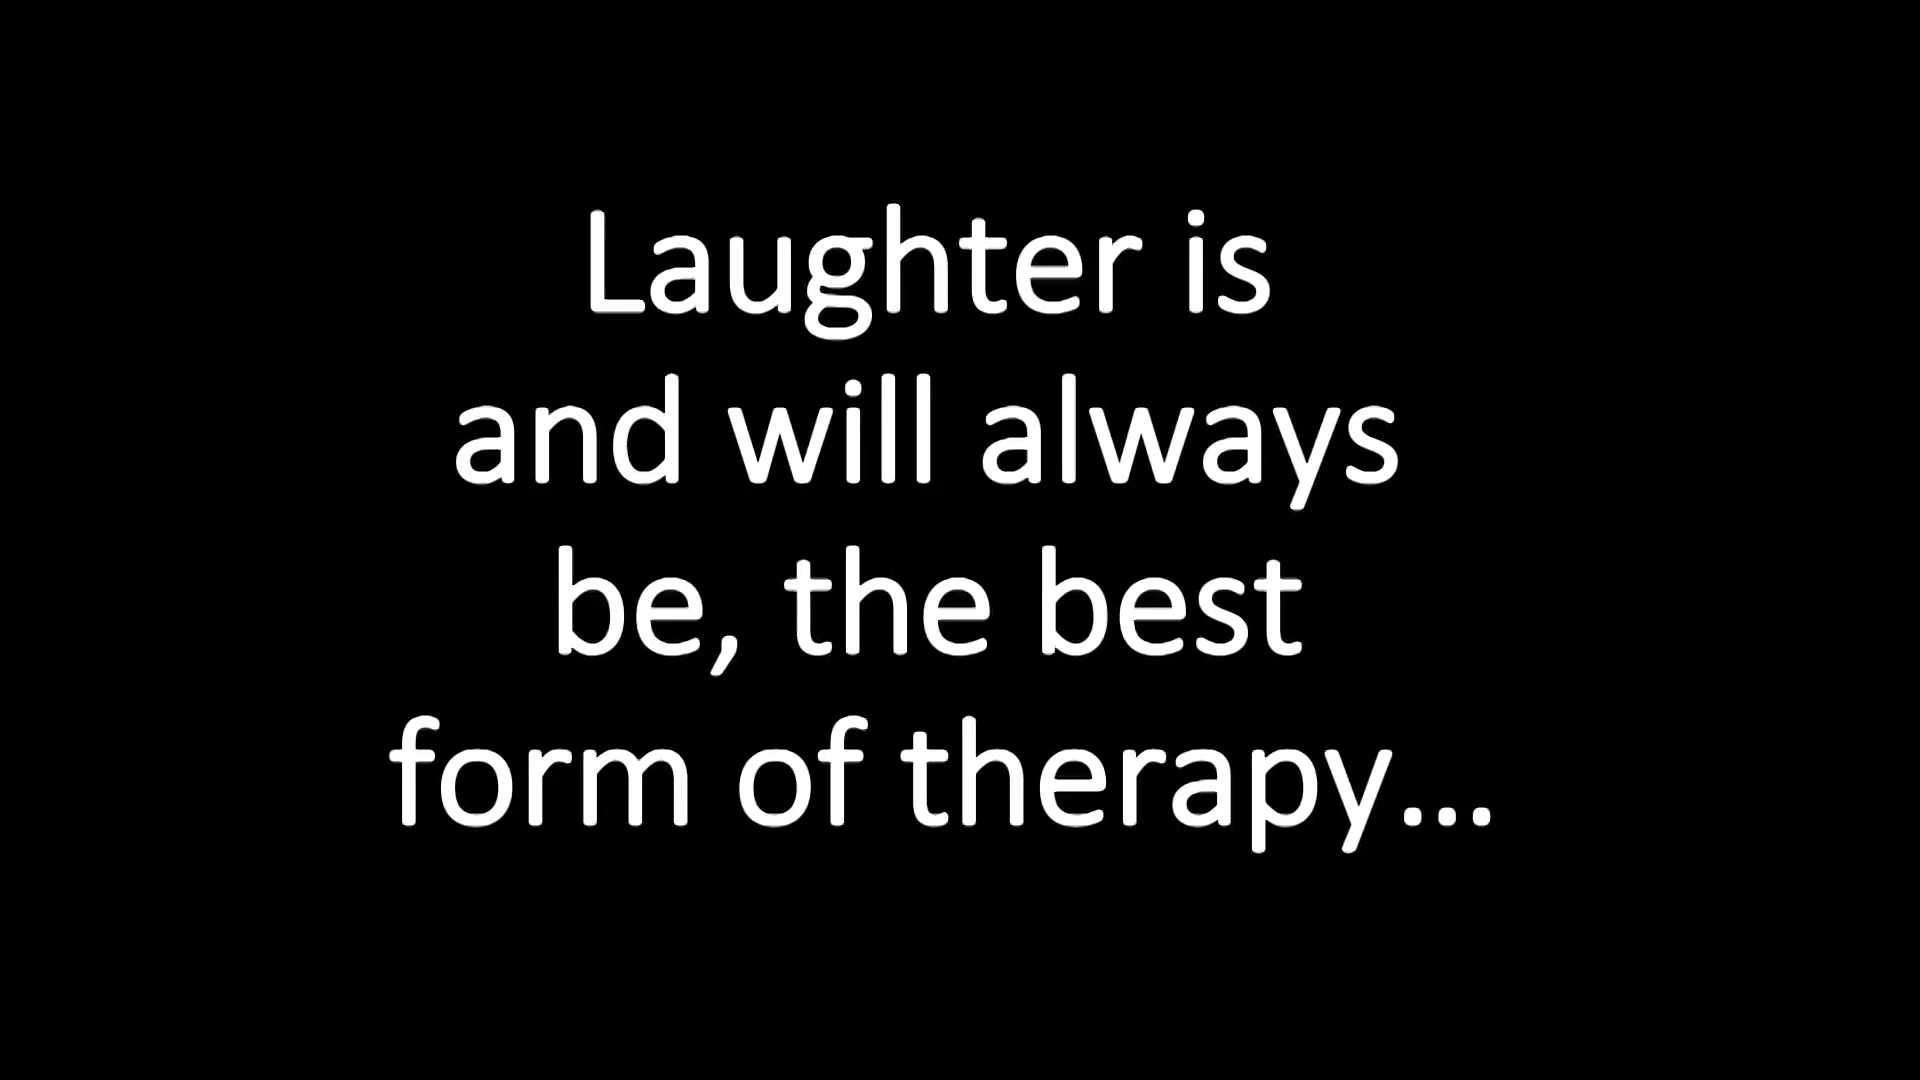 Laughter is
and will always
be, the best
form of therapy...